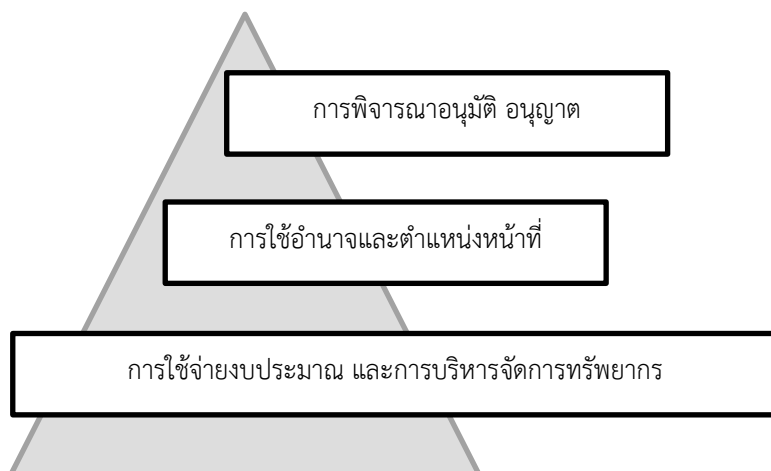 การพิจารณาอนุมัติ อนุญาต
การใช้อำนาจและตำแหน่งหน้าที่
การใช้จ่ายงบประมาณ และการบริหารจัดการทรัพยากร